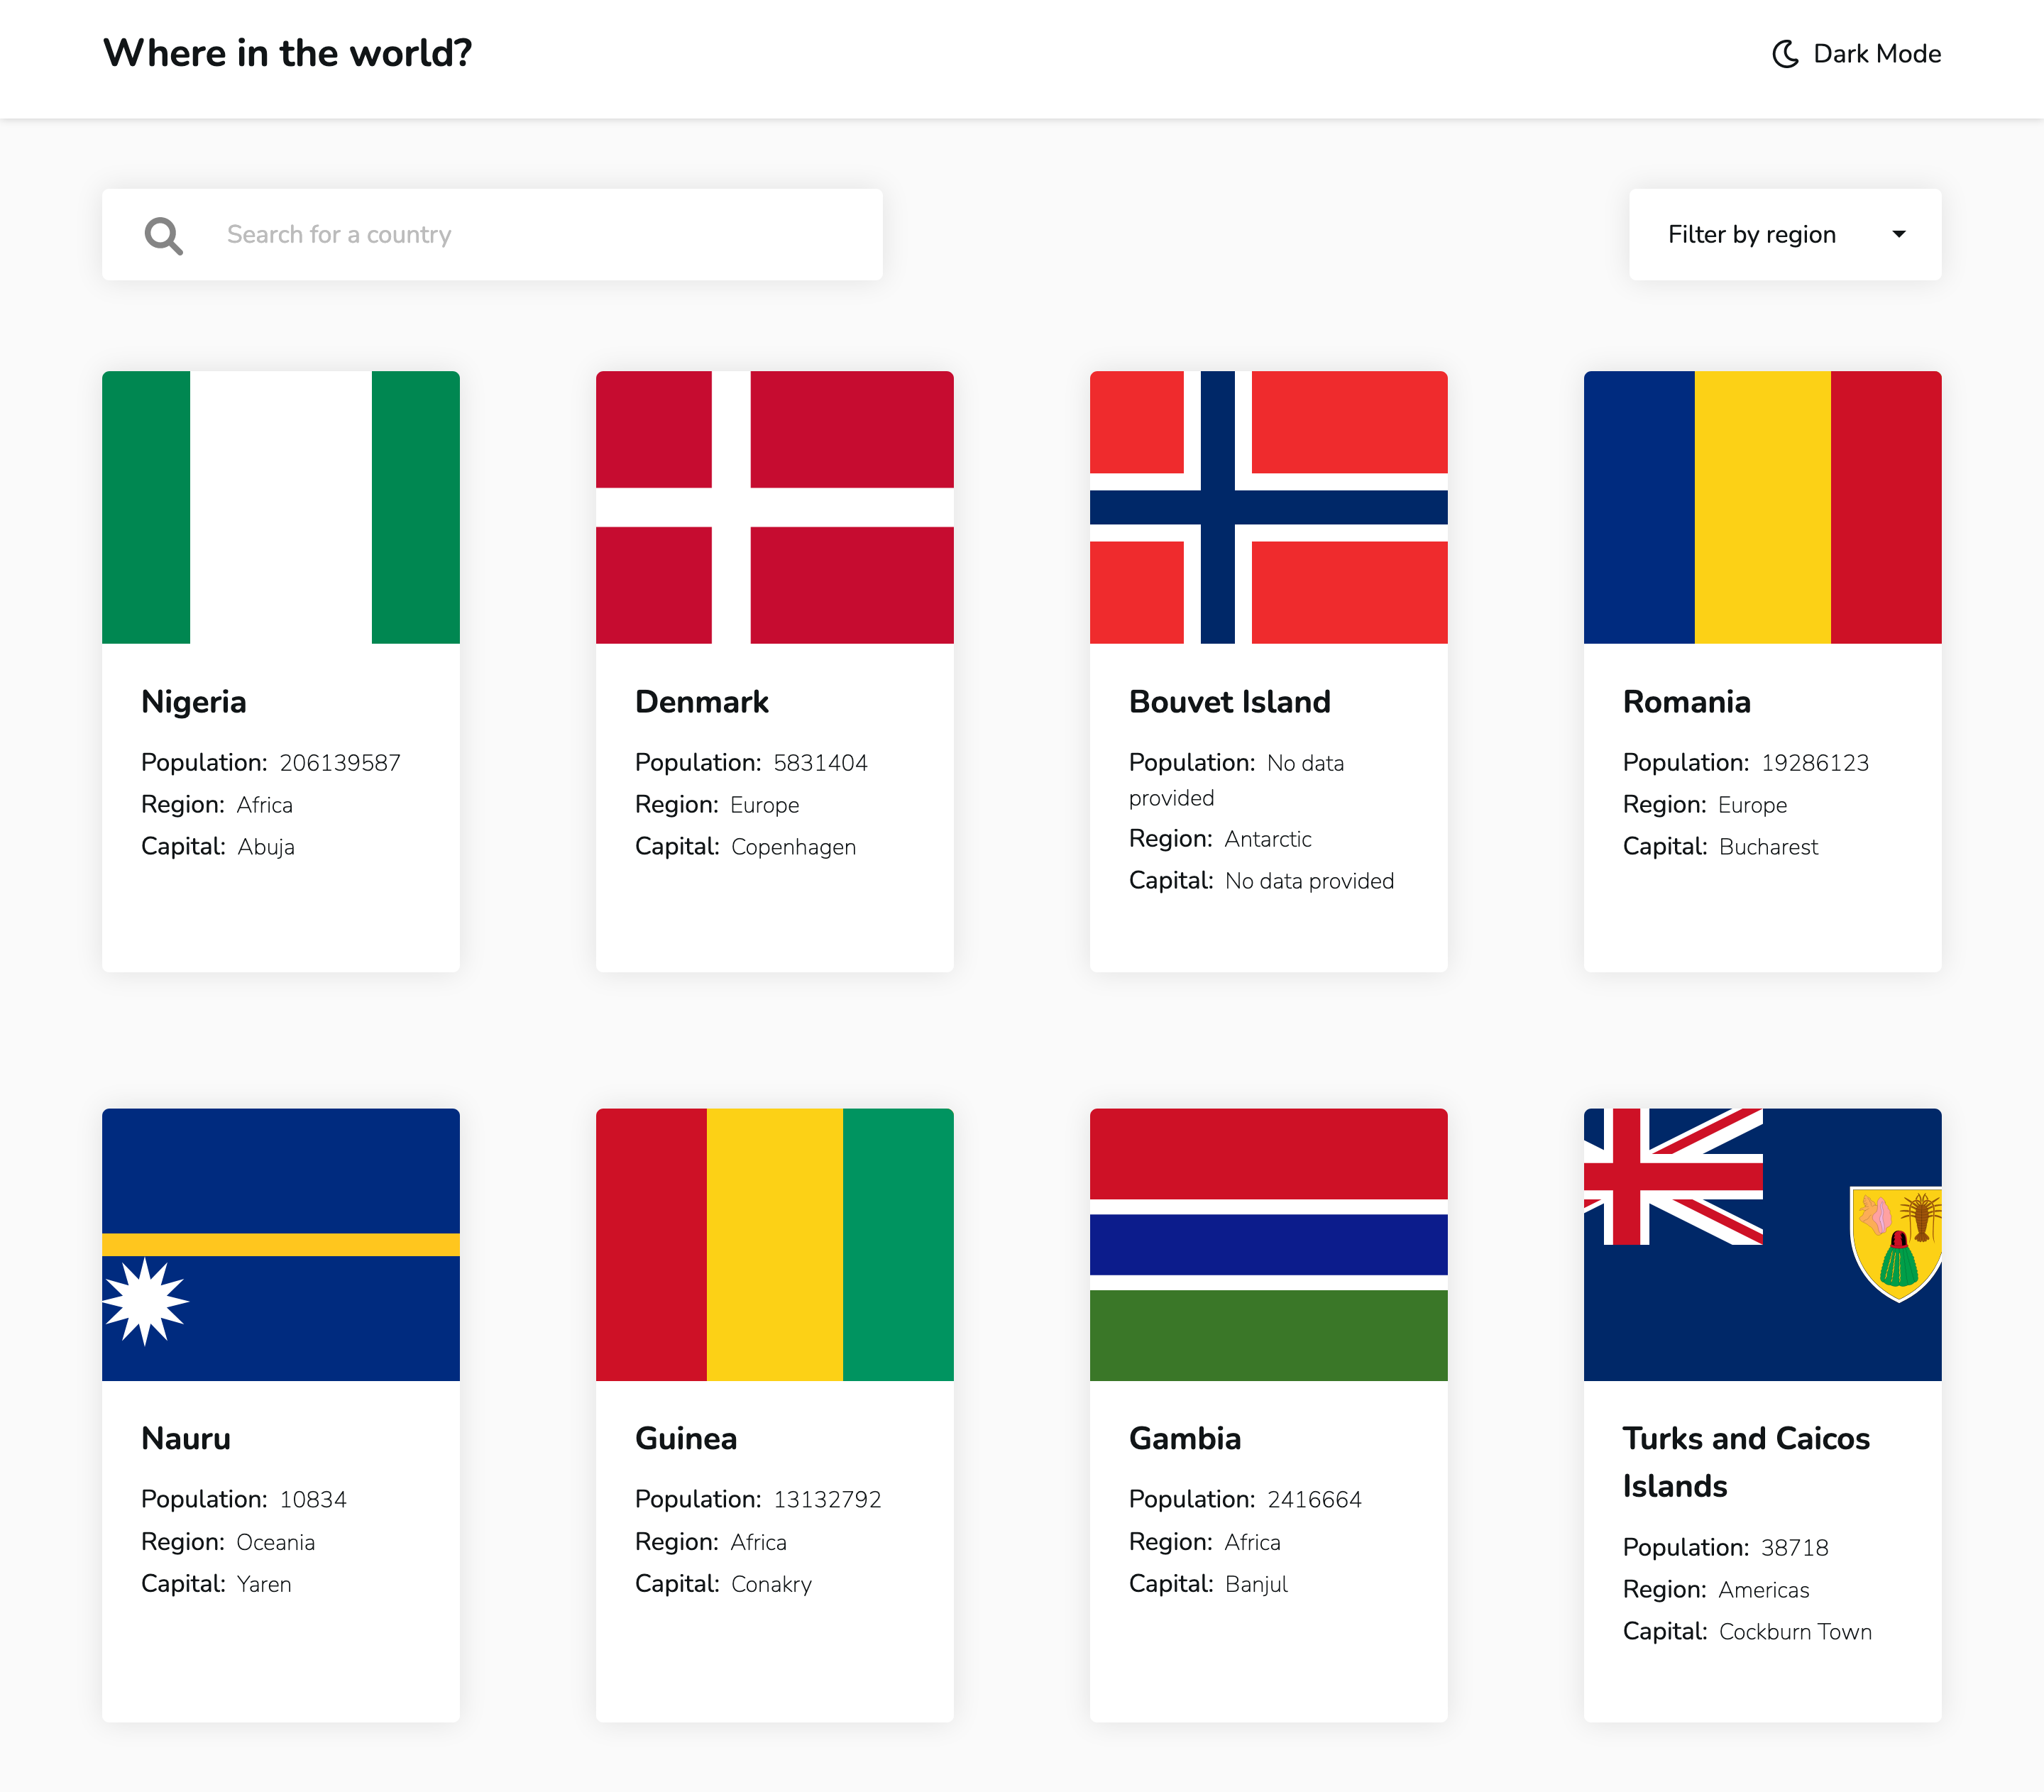 Where in the world?
Dark Mode
Search for a country
Filter by region
Nigeria
Population: 206139587
Region: Africa
Capital: Abuja
Denmark
Population: 5831404
Region: Europe
Capital: Copenhagen
Bouvet Island
Population: No data
provided
Region: Antarctic
Capital: No data provided
Romania
Population: 19286123
Region: Europe
Capital: Bucharest
Nauru
Population: 10834
Region: Oceania
Capital: Yaren
Guinea
Population: 13132792
Region: Africa
Capital: Conakry
Gambia
Population: 2416664
Region: Africa
Capital: Banjul
Turks and Caicos
Islands
Population: 38718
Region: Americas
Capital: Cockburn Town